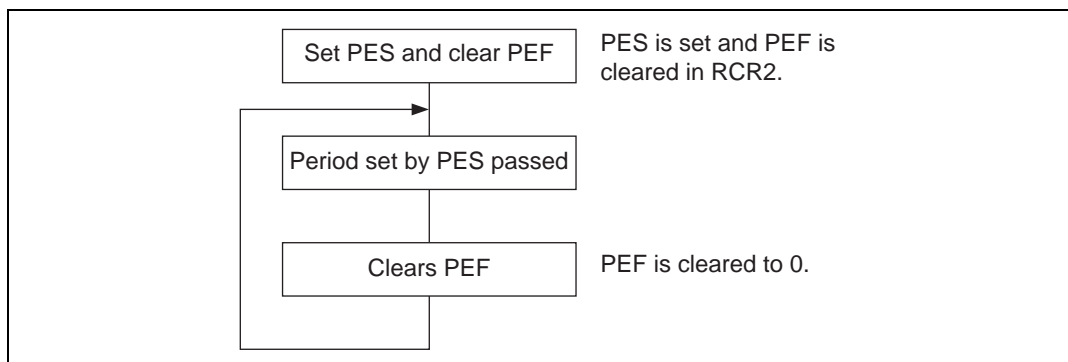 Set PES and clear PEF
PES is set and PEF is
cleared in RCR2.
Period set by PES passed
Clears PEF
PEF is cleared to 0.